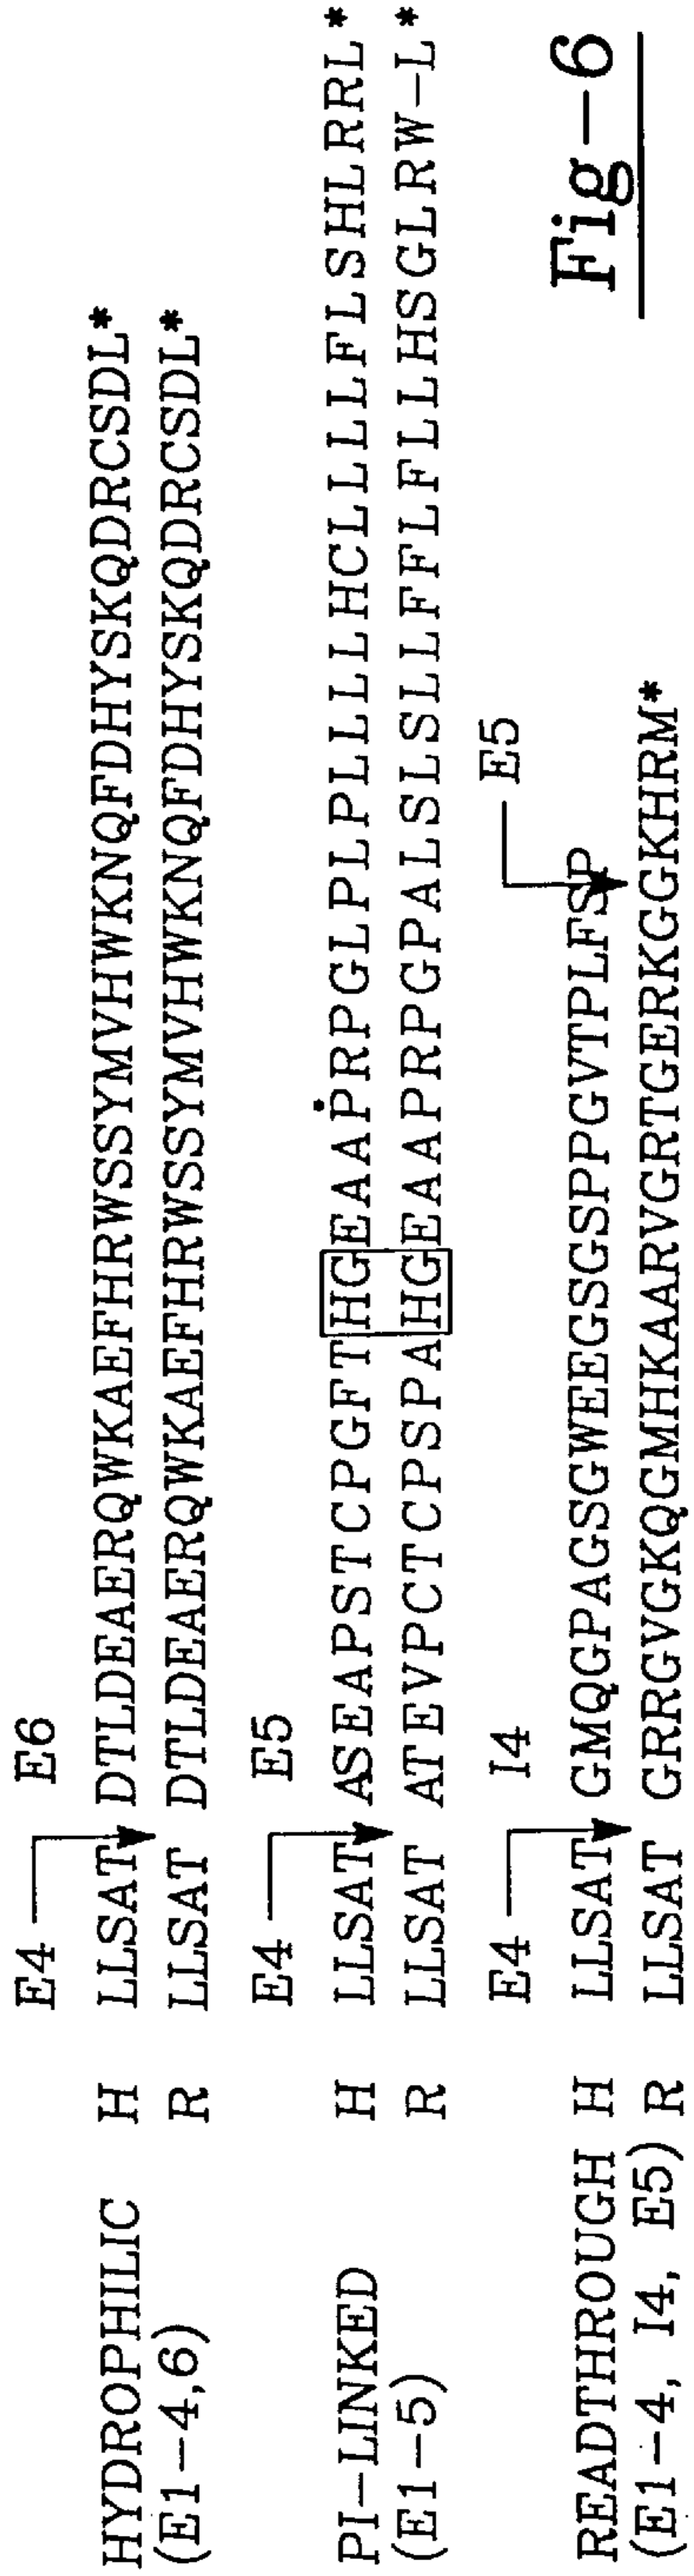 E4 E6
HYDROPHILIC H LLSAT DTLDEAERQWKAEFHRWSSYMVHWKNQFDHYSKQDRCSDL*
(E1-4,6) R LLSAT DTLDEAERQWKAEFHRWSSYMVHWKNQFDHYSKQDRCSDL*
E4 E5
PI-LINKED H LLSAT ASEAPSTCPGFTHGEAAPRPGLPLPLLLLHCLLLLFLSHLRRL*
(E1-5) R LLSAT ATEVPCTCPSPAHGEAAPRPGPALSLSLLFFLFLLHSGLRW-L*
E4 I4 E5
READTHROUGH H LLSAT GMQGPAGSGWEEGSGSPPGVTPLFSP
(E1-4, I4, E5) R LLSAT GRRGVGKQGMHKAARVGRTGERKGGKHRM*
Fig-6